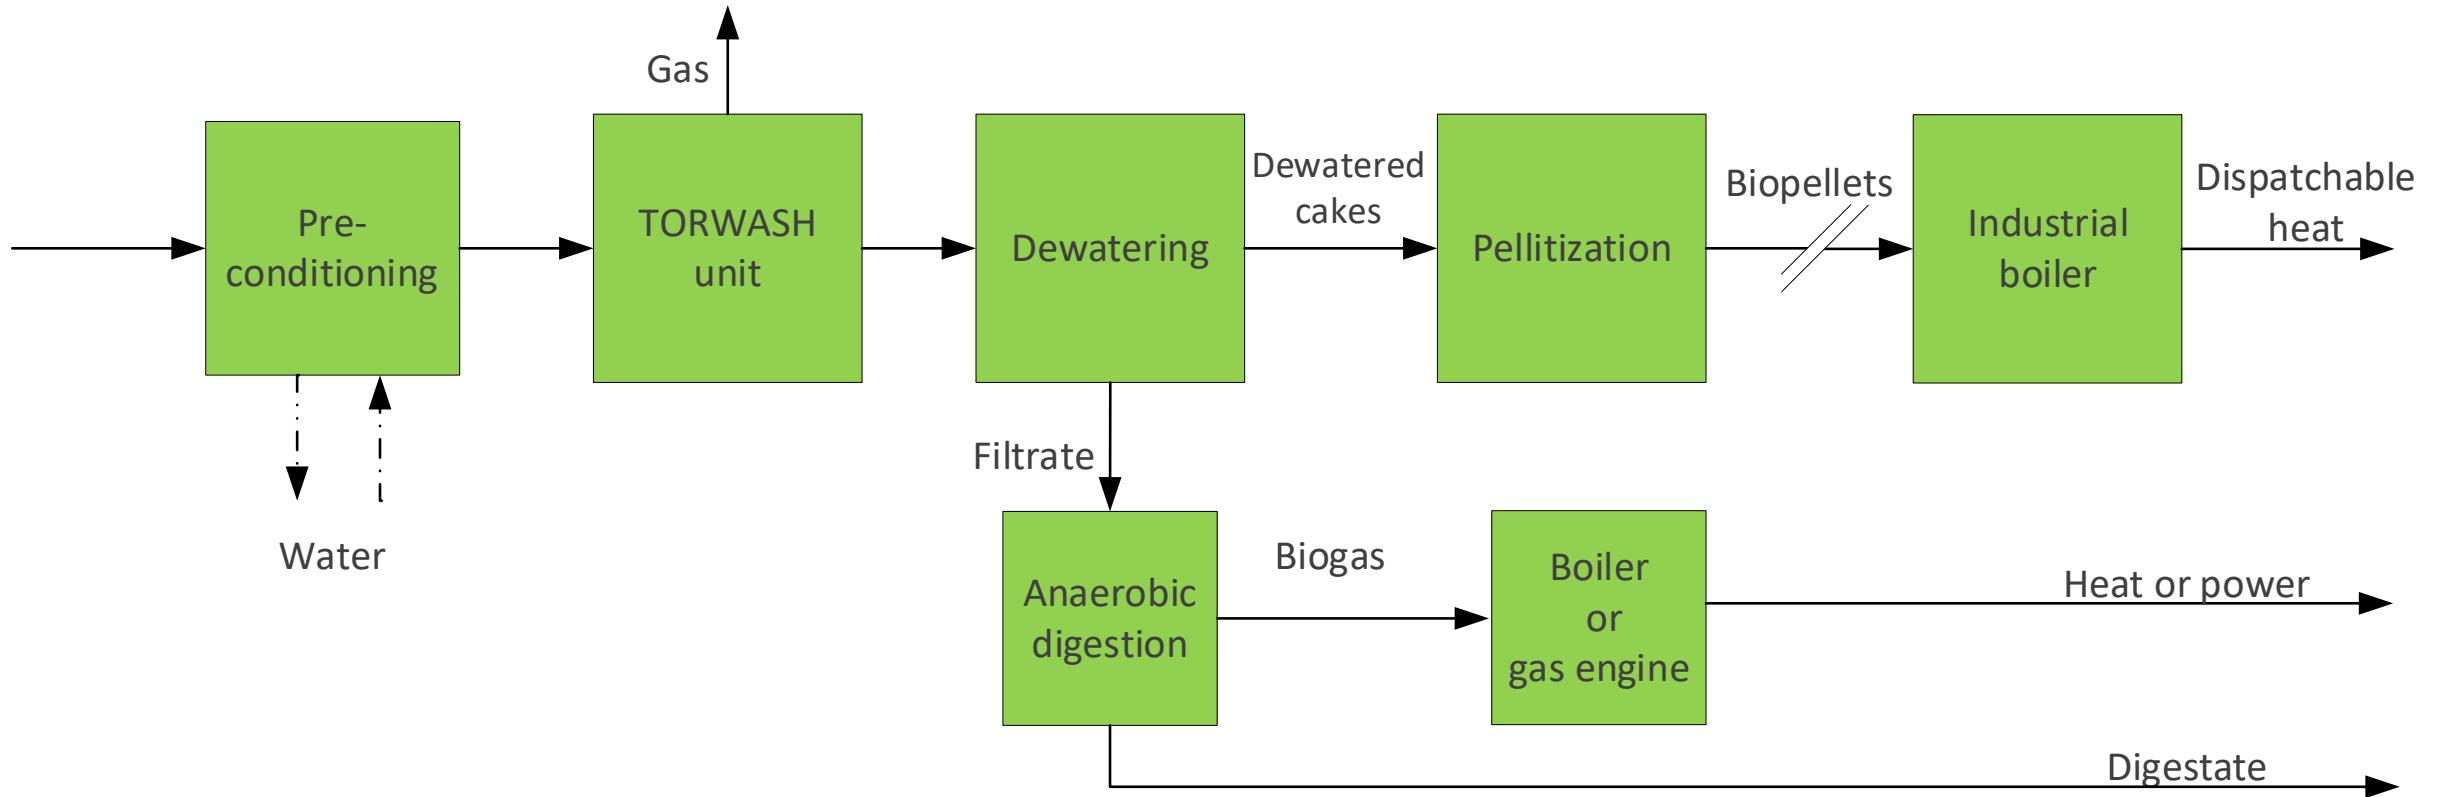 Gas
Pre-
conditioning
TORWASH
unit
Dewatering
Dewatered
cakes
Pellitization
Biopellets
Industrial
boiler
Dispatchable
heat
Water
Filtrate
Anaerobic
digestion
Biogas
Boiler
or
gas engine
Heat or power
Digestate